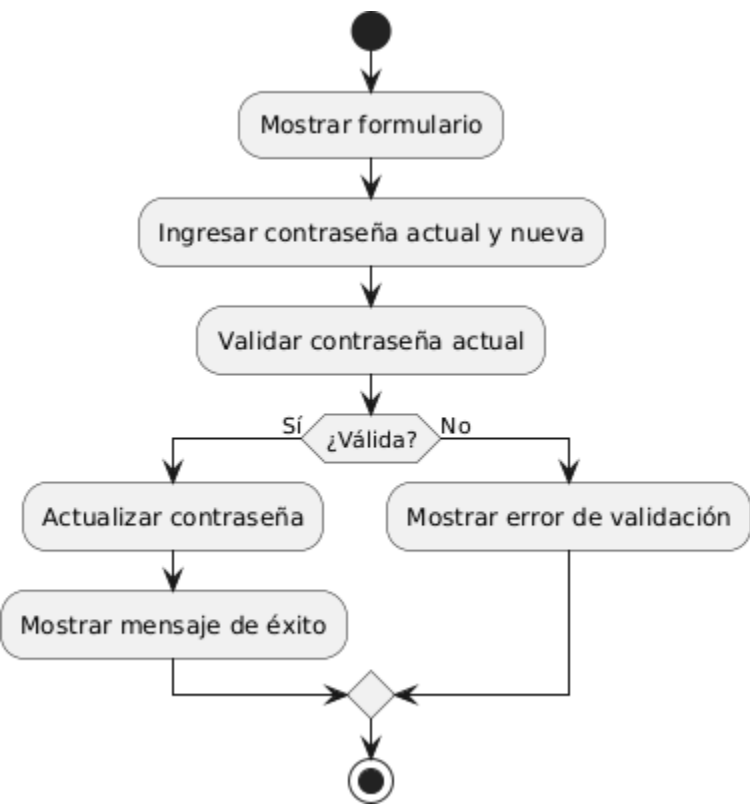 Mostrar formulario
Ingresar contraseña actual y nueva
Validar contraseña actual
Sí
¿Válida?
No
Actualizar contraseña
Mostrar error de validación
Mostrar mensaje de éxito